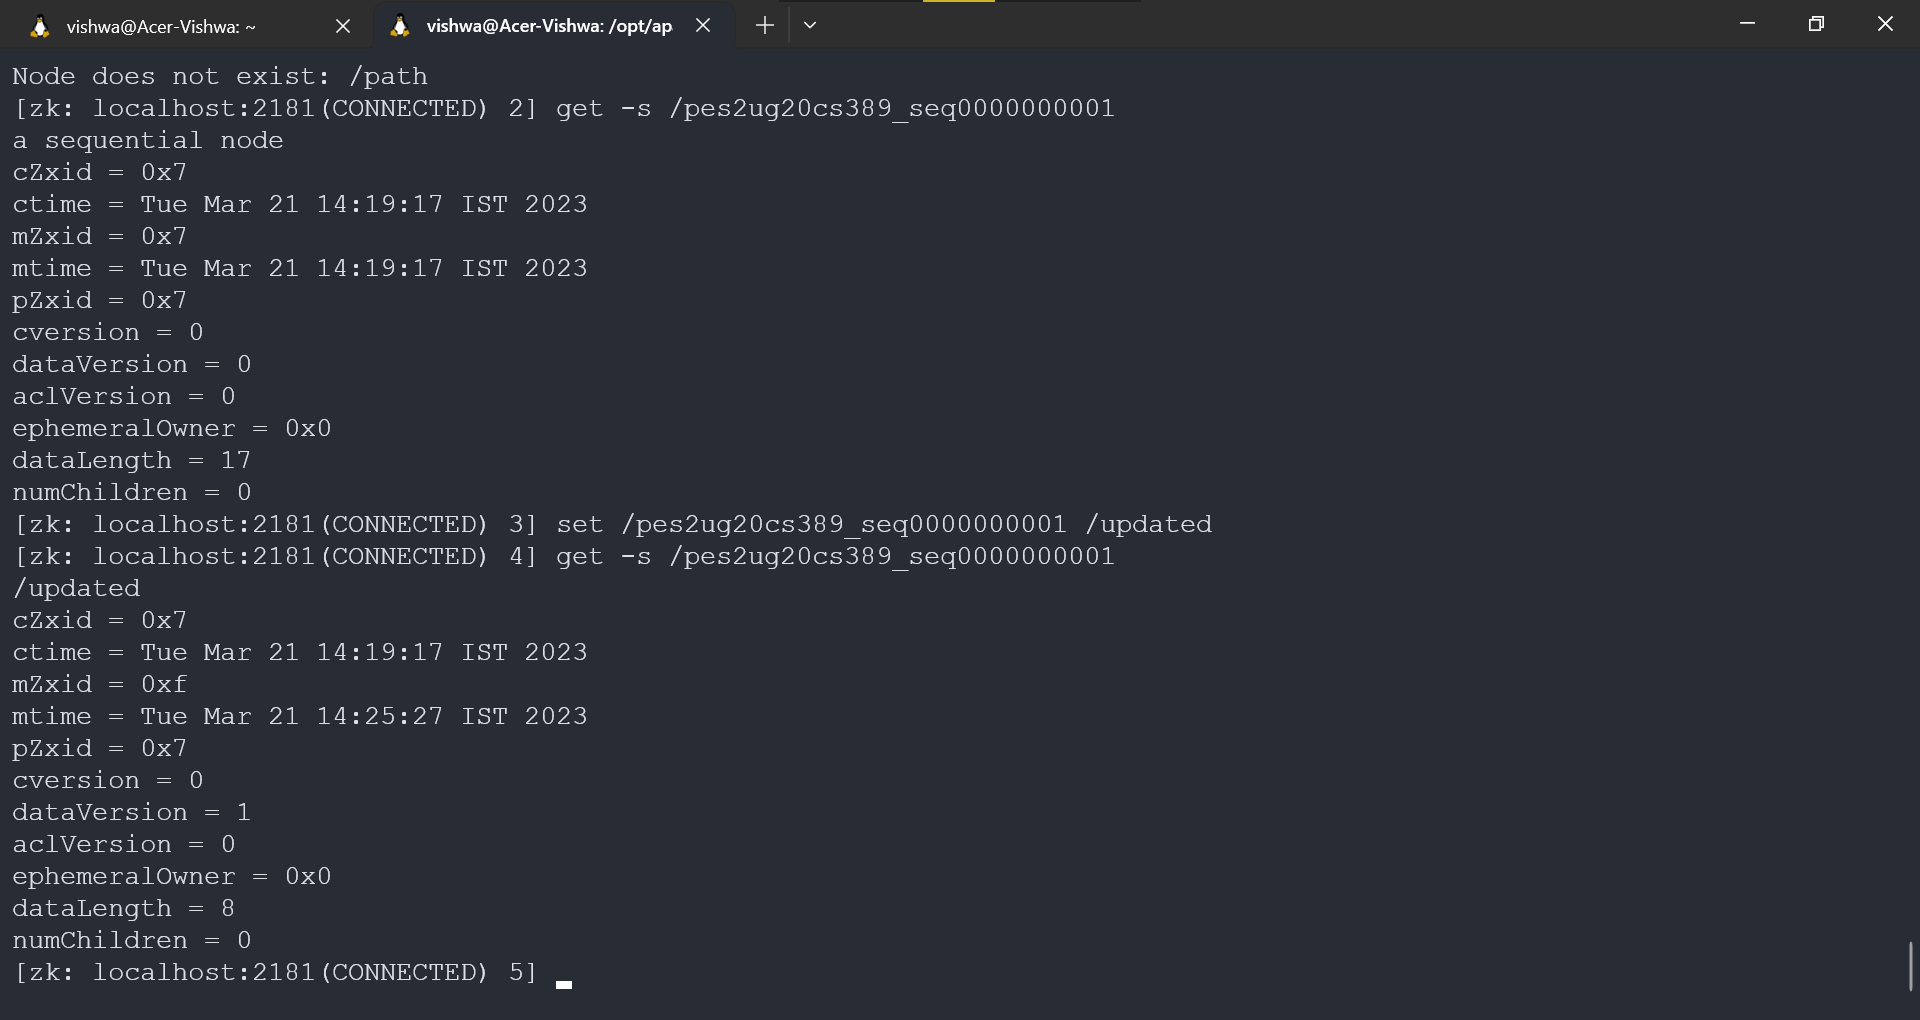 vishwa@Acer-Vishwa: ~
vishwa@Acer-Vishwa: /opt/ap
Node does not exist: /path
[zk: localhost:2181(CONNECTED) 2] get -s /pes2ug20cs389_seq0000000001
a sequential node
cZxid = 0x7
ctime = Tue Mar 21 14:19:17 IST 2023
mZxid = 0x7
mtime = Tue Mar 21 14:19:17 IST 2023
pZxid = 0x7
cversion = 0
dataVersion = 0
aclVersion = 0
ephemeralOwner = 0x0
dataLength = 17
numChildren = 0
[zk: localhost:2181(CONNECTED) 3] set /pes2ug20cs389_seq0000000001 /updated
[zk: localhost:2181(CONNECTED) 4] get -s /pes2ug20cs389_seq0000000001
/updated
cZxid = 0x7
ctime = Tue Mar 21 14:19:17 IST 2023
mZxid = 0xf
mtime = Tue Mar 21 14:25:27 IST 2023
pZxid = 0x7
cversion = 0
dataVersion = 1
aclVersion = 0
ephemeralOwner = 0x0
dataLength = 8
numChildren = 0
[zk: localhost:2181(CONNECTED) 5]